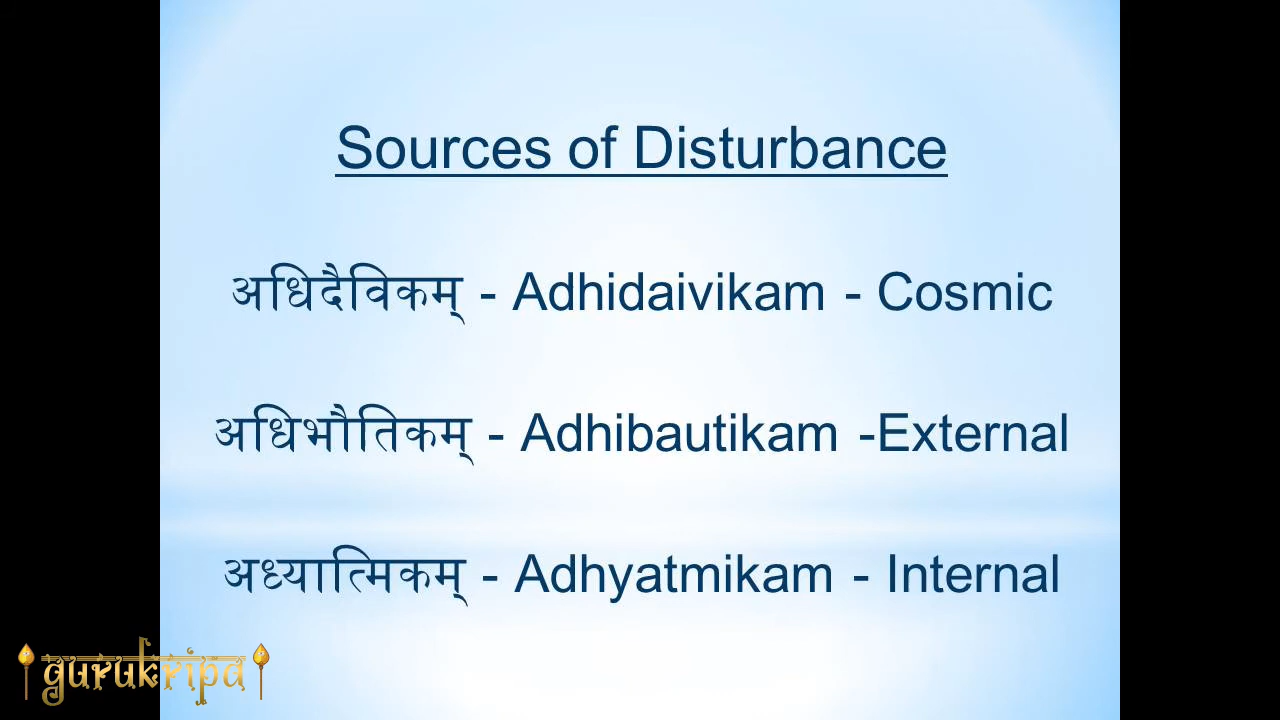 Sources of Disturbance
अधिदैविकम् - Adhidaivikam - Cosmic
अधिभौतिकम् - Adhibautikam -External
अध्यात्मिकम् - Adhyatmikam - Internal
gurukripa